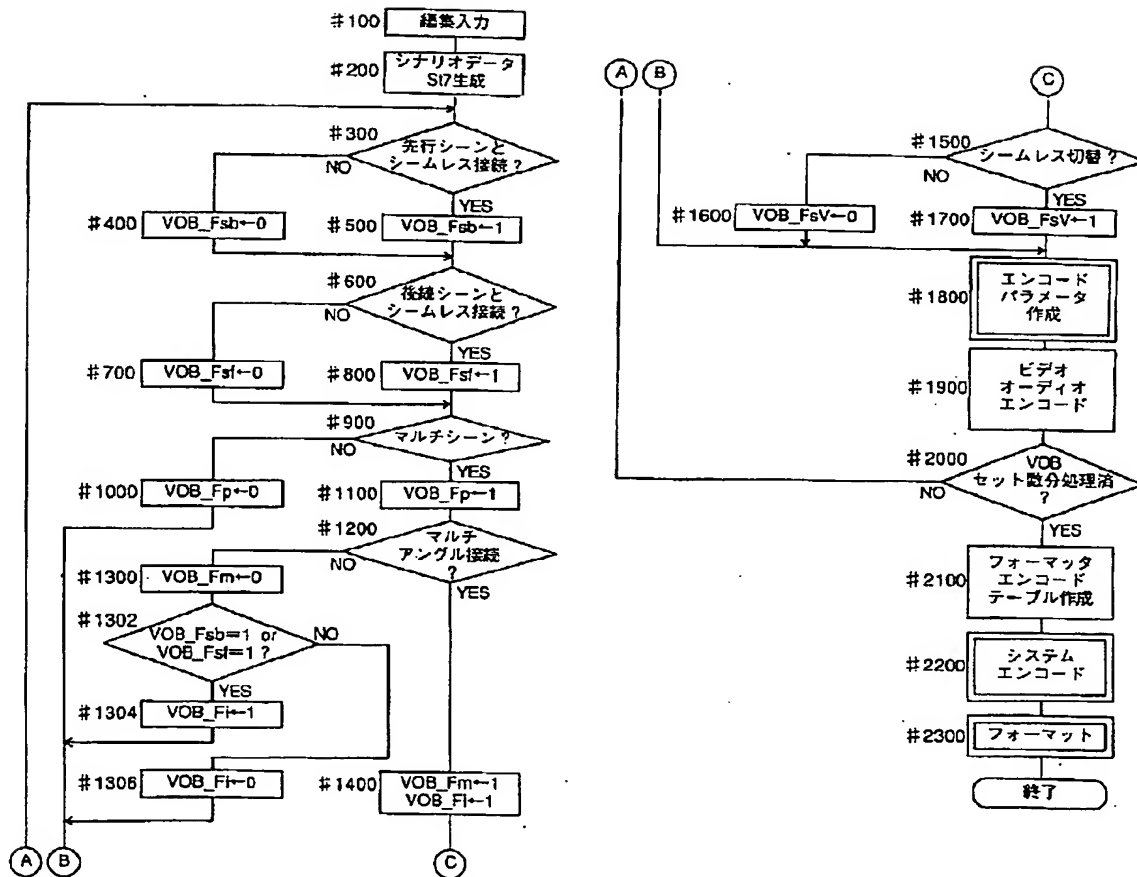 #100
編集入力
#200
シナリオデータ
St7生成
#300
先行シーンと
シームレス接続?
NO
YES
#400
VOB_Fsb←0
#500
VOB_Fsb←1
#600
後続シーンと
シームレス接続?
NO
YES
#700
VOB_Fsf←0
#800
VOB_Fsf←1
#900
マルチシーン?
NO
YES
#1000
VOB_Fp←0
#1100
VOB_Fp←1
#1200
マルチ
アングル接続
?
NO
YES
#1300
VOB_Fm←0
#1302
VOB_Fsb=1 or
VOB_Fsf=1?
NO
YES
#1304
VOB_Fi←1
#1306
VOB_Fi←0
#1400
VOB_Fm←1
VOB_Fi←1
A
B
C
A
B
C
#1500
シームレス切替?
NO
YES
#1600
VOB_FsV←0
#1700
VOB_FsV←1
#1800
エンコード
パラメータ
作成
#1900
ビデオ
オーディオ
エンコード
#2000
VOB
セット数分処理済
?
NO
YES
#2100
フォーマッタ
エンコード
テーブル作成
#2200
システム
エンコード
#2300
フォーマット
終了